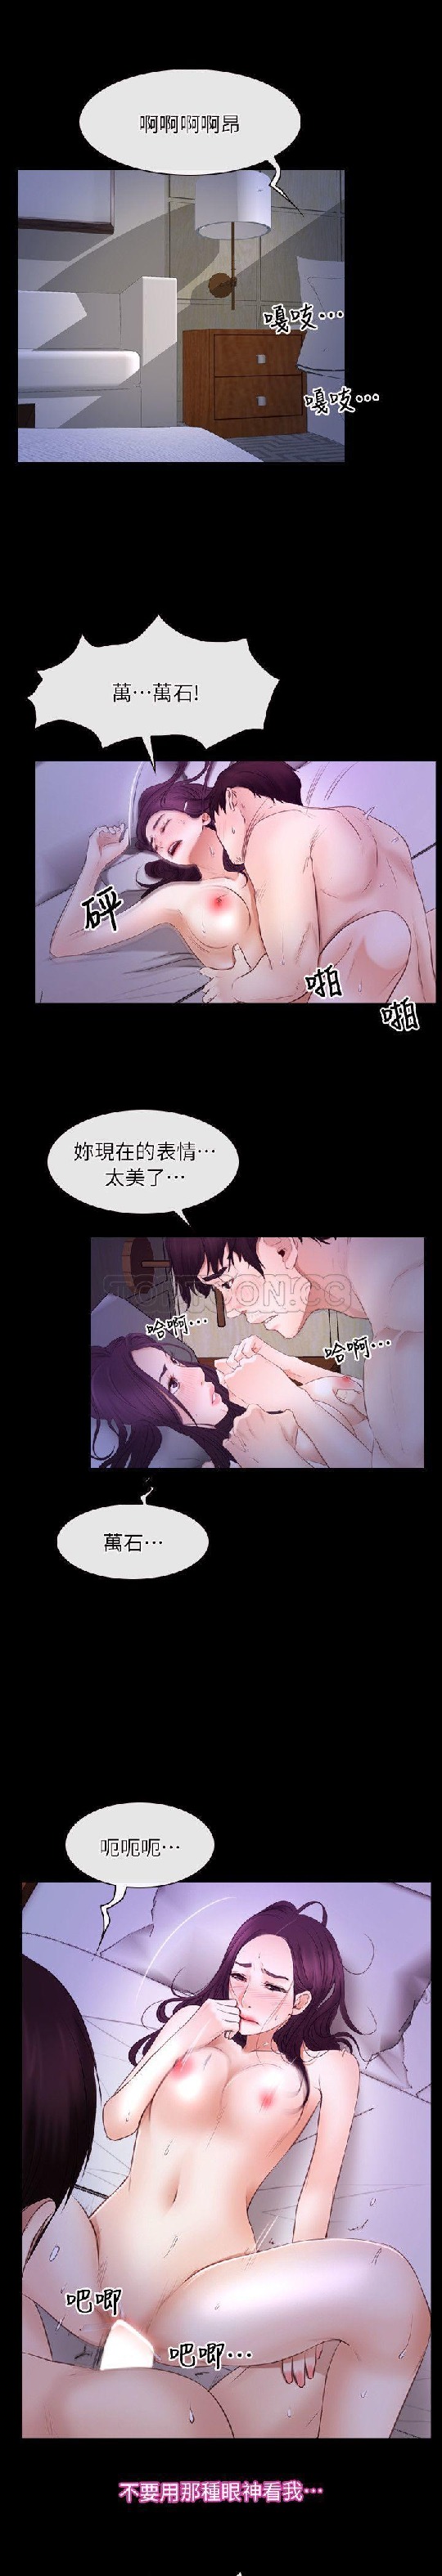 啊啊啊啊昂
嘎吱…
嘎吱…
萬…萬石!
砰
啪
啪
妳現在的表情…
太美了…
TOPTOON.CC
哈啊…
哈啊…
萬石…
呃呃呃…
吧唧
吧唧…
不要用那種眼神看我…